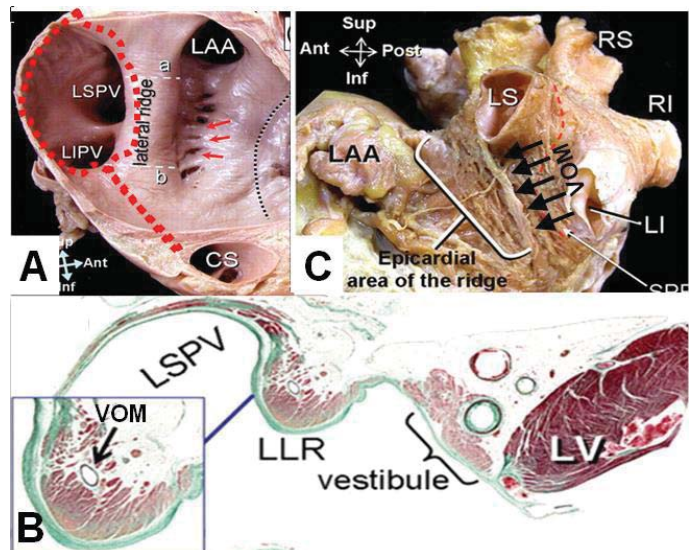 LAA
LSPV
a
lateral ridge
LIPV
b
CS
Sup
Ant
Inf
A
Sup
Ant
Post
Inf
RS
LS
RI
LAA
VOM
LI
Epicardial
area of the ridge
C
LSPV
VOM
LLR
vestibule
LV
B